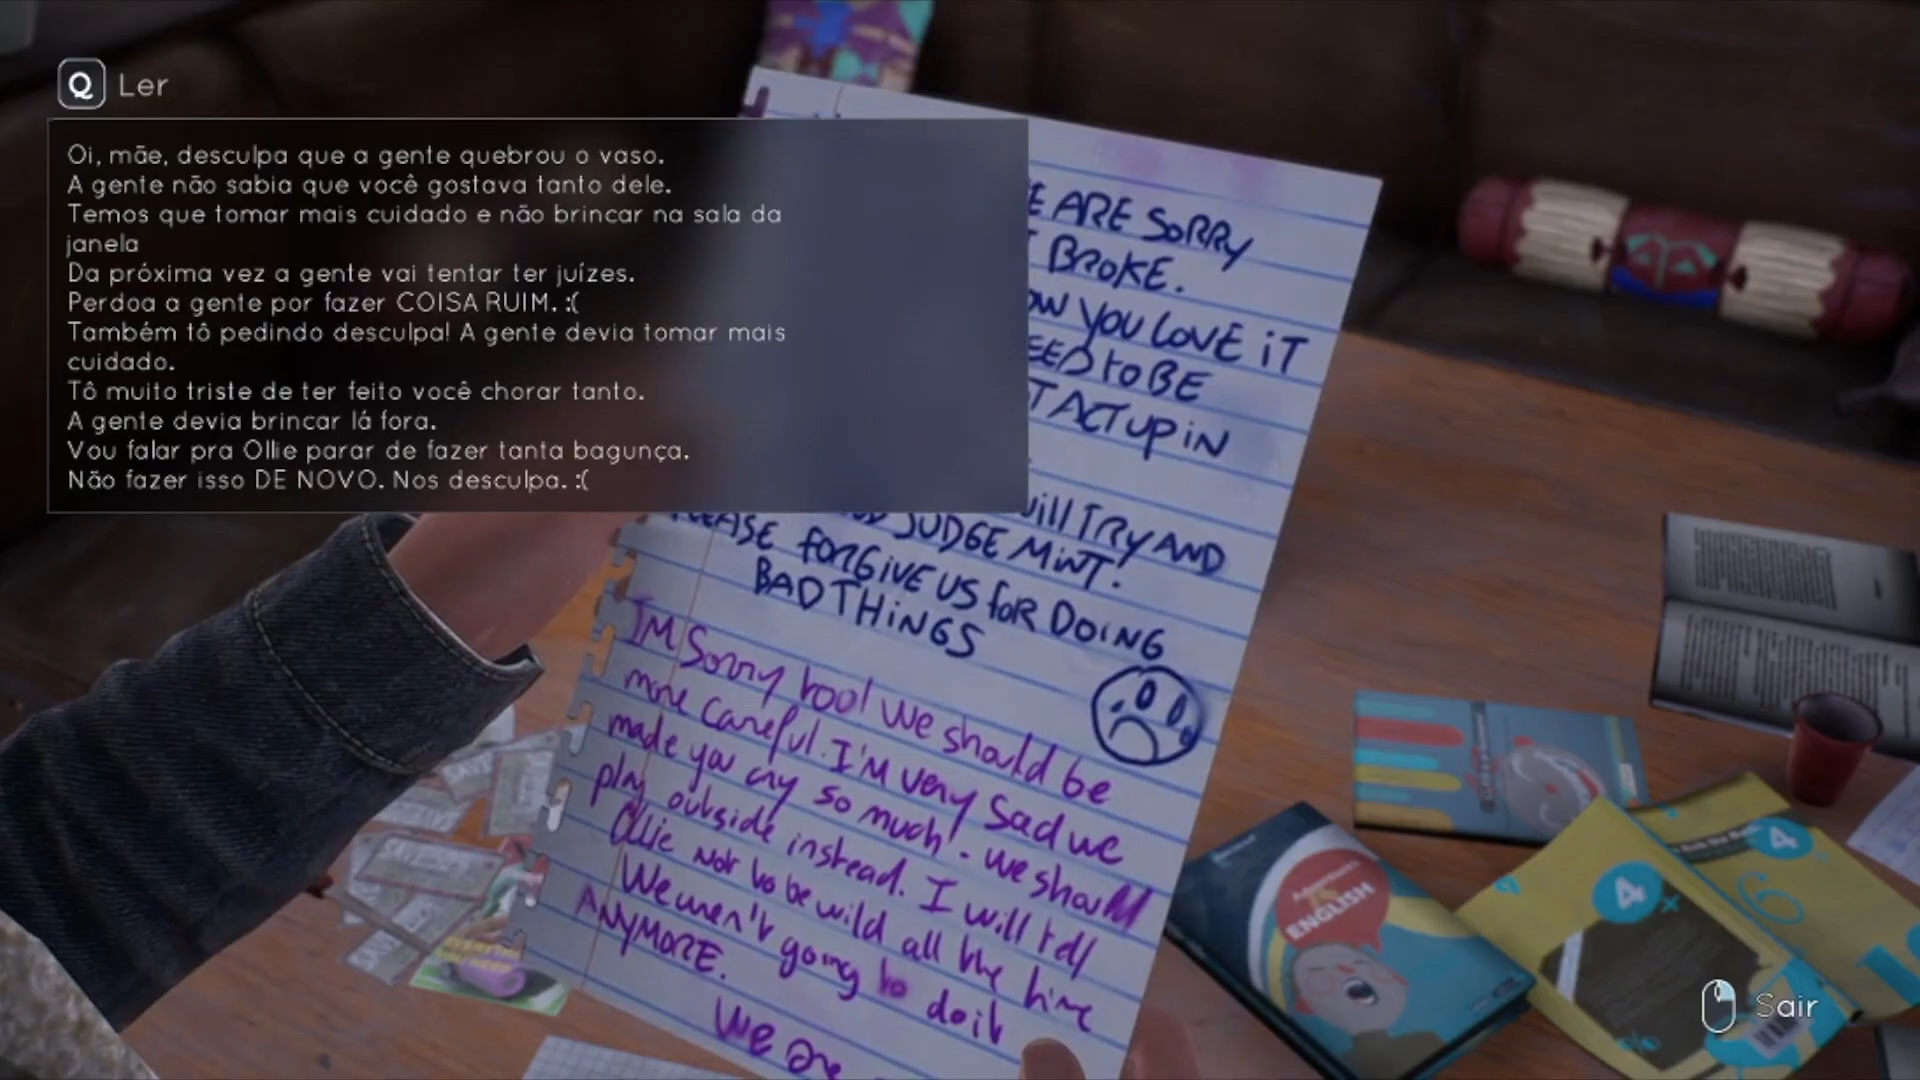 Q Ler
Oi, mãe, desculpa que a gente quebrou o vaso.
A gente não sabia que você gostava tanto dele.
Temos que tomar mais cuidado e não brincar na sala da
janela
Da próxima vez a gente vai tentar ter juízes.
Perdoa a gente por fazer COISA RUIM. :(
Também tô pedindo desculpa! A gente devia tomar mais
cuidado.
Tô muito triste de ter feito você chorar tanto.
A gente devia brincar lá fora.
Vou falar pra Ollie parar de fazer tanta bagunça.
Não fazer isso DE NOVO. Nos desculpa. :(
ARE SORRY
BROKE.
YOU LOVE iT
to BE
ACT UP iN
will TRY AND
JUDGE MiNT.
FORGiVE US FOR DOiNG
BAD THiNGS
I'M Sorry too! We should be
more careful. I'M very Sad we
made you cry so much! . We should
play outside instead. I will tell
Ollie not to be wild all the time
We wen't going to do it
ANYMORE.
We are
Adventures
ENGLISH
4
4
6
SAVE
Sair